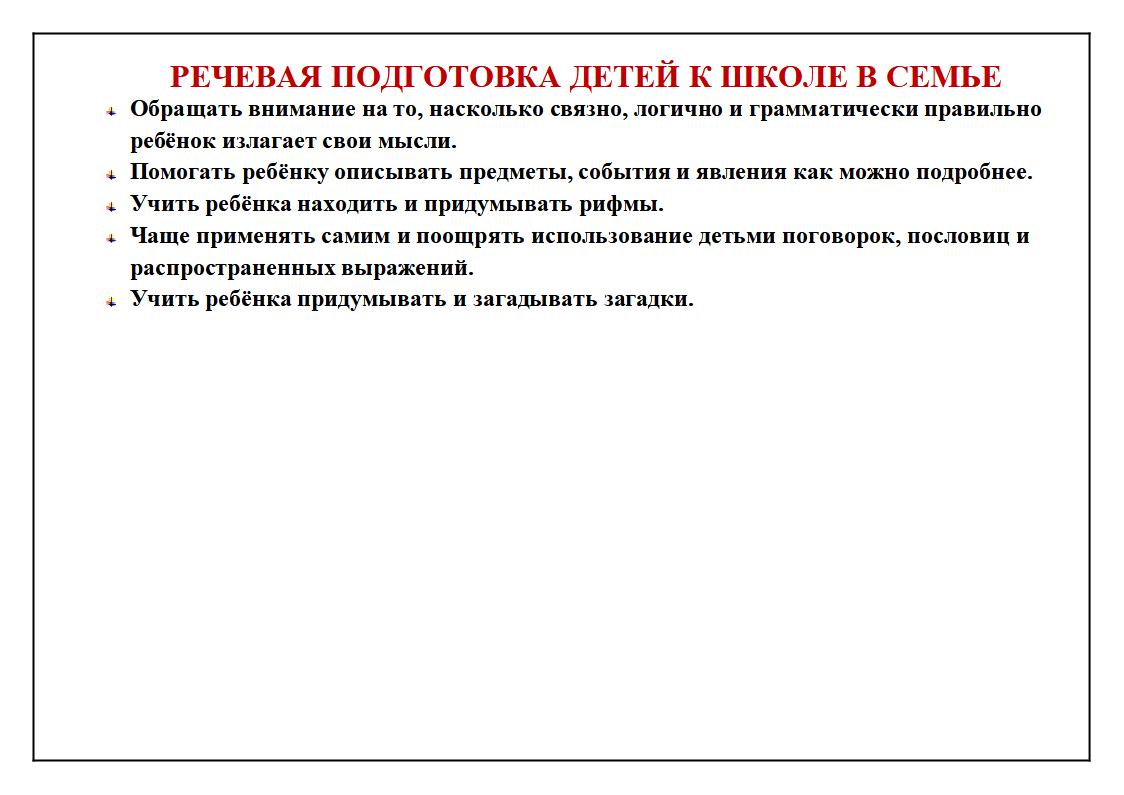 РЕЧЕВАЯ ПОДГОТОВКА ДЕТЕЙ К ШКОЛЕ В СЕМЬЕ
Обращать внимание на то, насколько связно, логично и грамматически правильно
ребёнок излагает свои мысли.
Помогать ребёнку описывать предметы, события и явления как можно подробнее.
Учить ребёнка находить и придумывать рифмы.
Чаще применять самим и поощрять использование детьми поговорок, пословиц и
распространенных выражений.
Учить ребёнка придумывать и загадывать загадки.